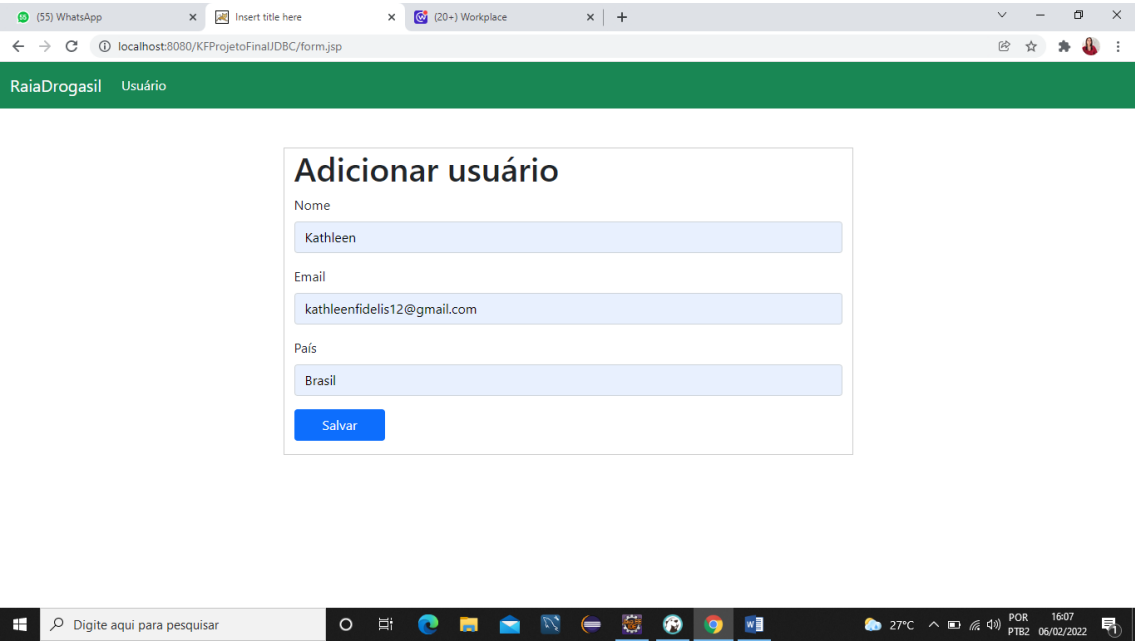 (55) WhatsApp
Insert title here
(20+) Workplace
localhost:8080/KFProjetoFinalJDBC/form.jsp
RaiaDrogasil Usuário
Adicionar usuário
Nome
Kathleen
Email
kathleenfidelis12@gmail.com
País
Brasil
Salvar
Digite aqui para pesquisar
27°C
POR
PTB2
16:07
06/02/2022